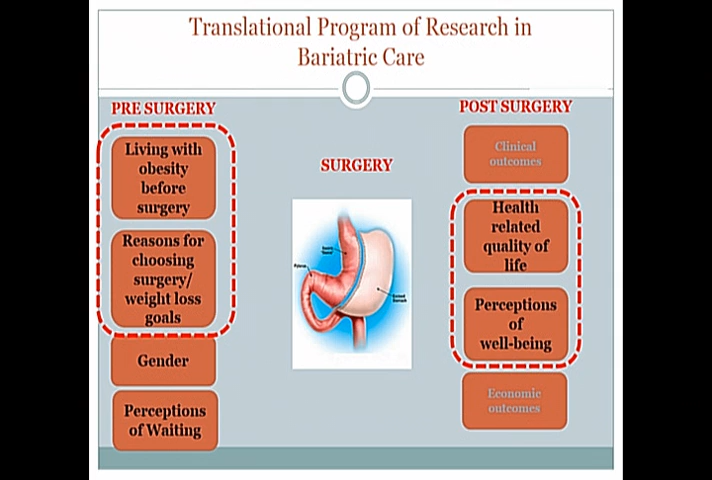 Translational Program of Research in
Bariatric Care
PRE SURGERY
Living with
obesity
before
surgery
Reasons for
choosing
surgery/
weight loss
goals
Gender
Perceptions
of Waiting
SURGERY
Pylorus
POST SURGERY
Clinical
outcomes
Health
related
quality of
life
Perceptions
of
well-being
Economic
outcomes